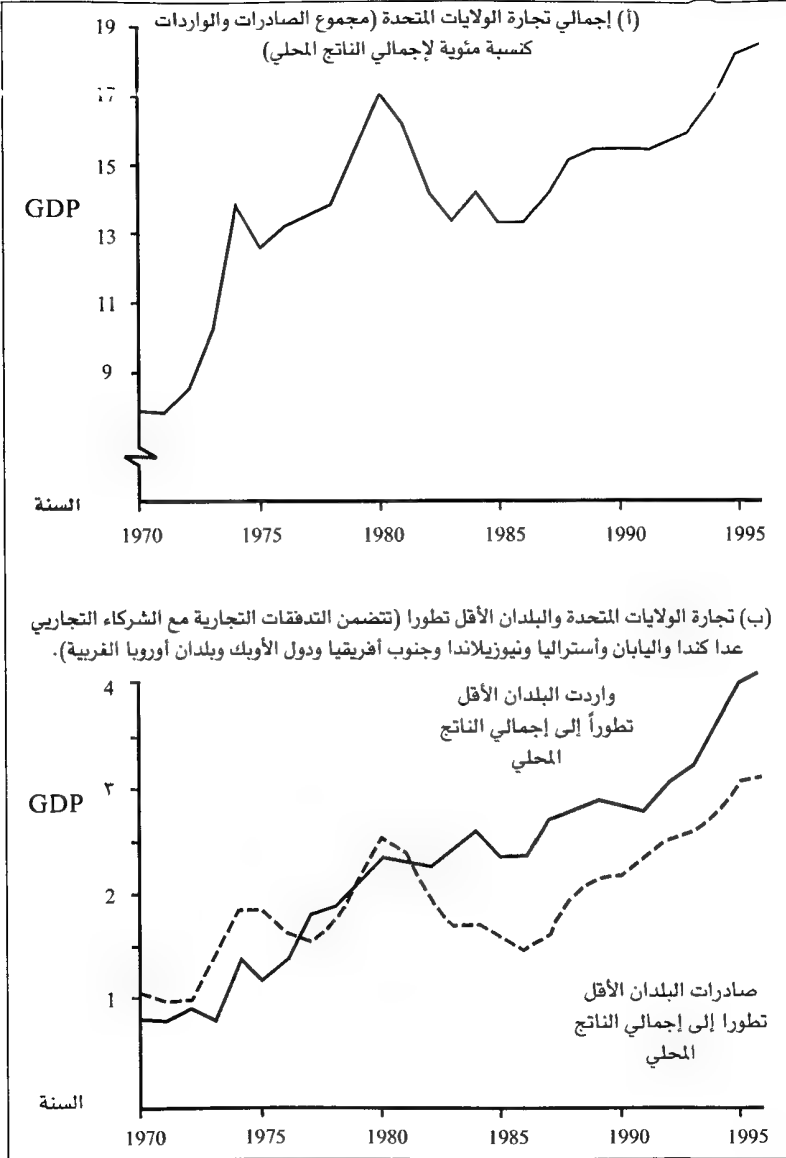 (أ) إجمالي تجارة الولايات المتحدة (مجموع الصادرات والواردات
كنسبة مئوية لإجمالي الناتج المحلي)
19
17
15
GDP
13
11
9
السنة
1970 1975 1980 1985 1990 1995
(ب) تجارة الولايات المتحدة والبلدان الأقل تطورا (تتضمن التدفقات التجارية مع الشركاء التجاريي
عدا كندا واليابان وأستراليا ونيوزيلاندا وجنوب أفريقيا ودول الأوبك وبلدان أوروبا الغربية).
4
واردت البلدان الأقل
تطوراً إلى إجمالي الناتج
المحلي
٣
GDP
2
1
صادرات البلدان الأقل
تطورا إلى إجمالي الناتج
المحلي
السنة
1970 1975 1980 1985 1990 1995